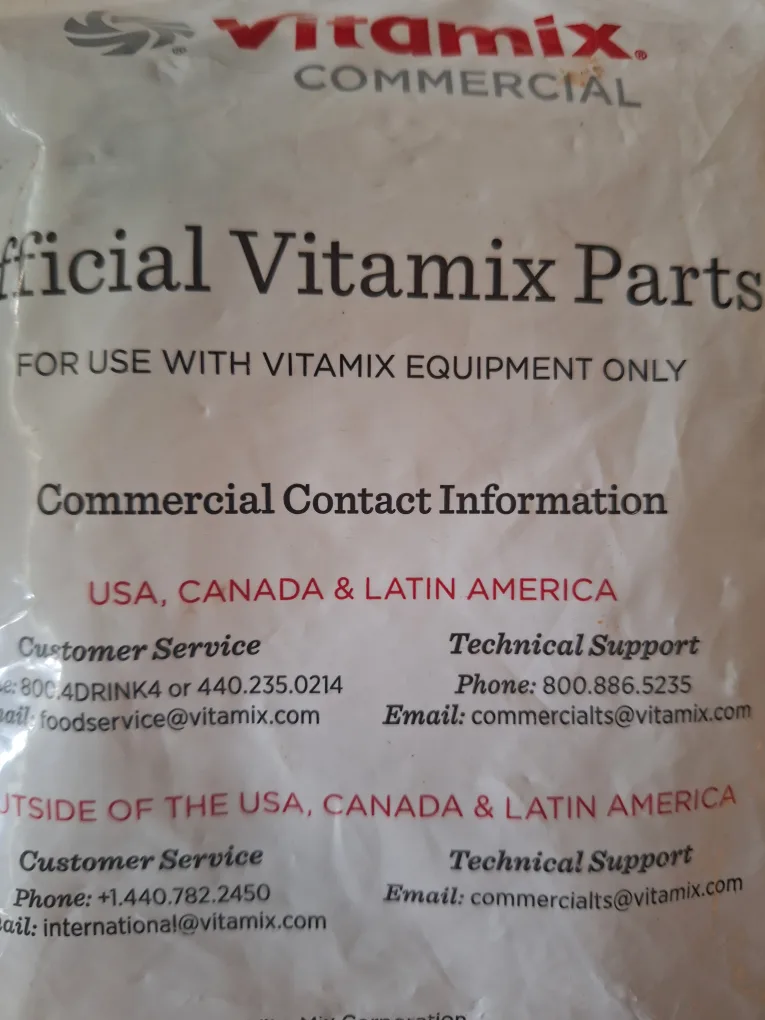 vitamix®
COMMERCIAL
fficial Vitamix Parts
FOR USE WITH VITAMIX EQUIPMENT ONLY
Commercial Contact Information
USA, CANADA & LATIN AMERICA
Customer Service
e: 800.4DRINK4 or 440.235.0214
ail: foodservice@vitamix.com
Technical Support
Phone: 800.886.5235
Email: commercialts@vitamix.com
UTSIDE OF THE USA, CANADA & LATIN AMERICA
Customer Service
Phone: +1.440.782.2450
ail: international@vitamix.com
Technical Support
Email: commercialts@vitamix.com
Corporation